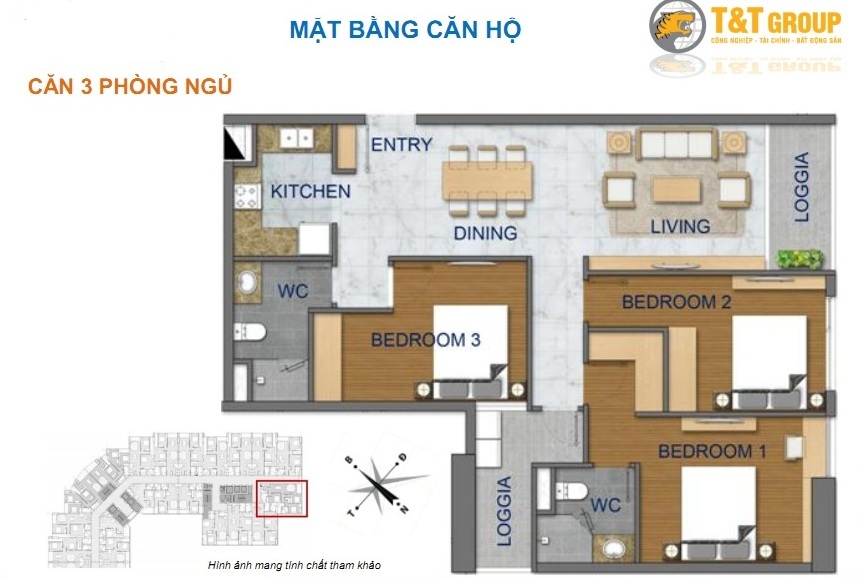 MẶT BẰNG CĂN HỘ
T&T GROUP
CÔNG NGHIỆP - TÀI CHÍNH - BẤT ĐỘNG SẢN
CĂN 3 PHÒNG NGỦ
ENTRY
KITCHEN
DINING
LIVING
LOGGIA
WC
BEDROOM 2
BEDROOM 3
BEDROOM 1
LOGGIA
WC
B
Đ
T
N
Hình ảnh mang tính chất tham khảo